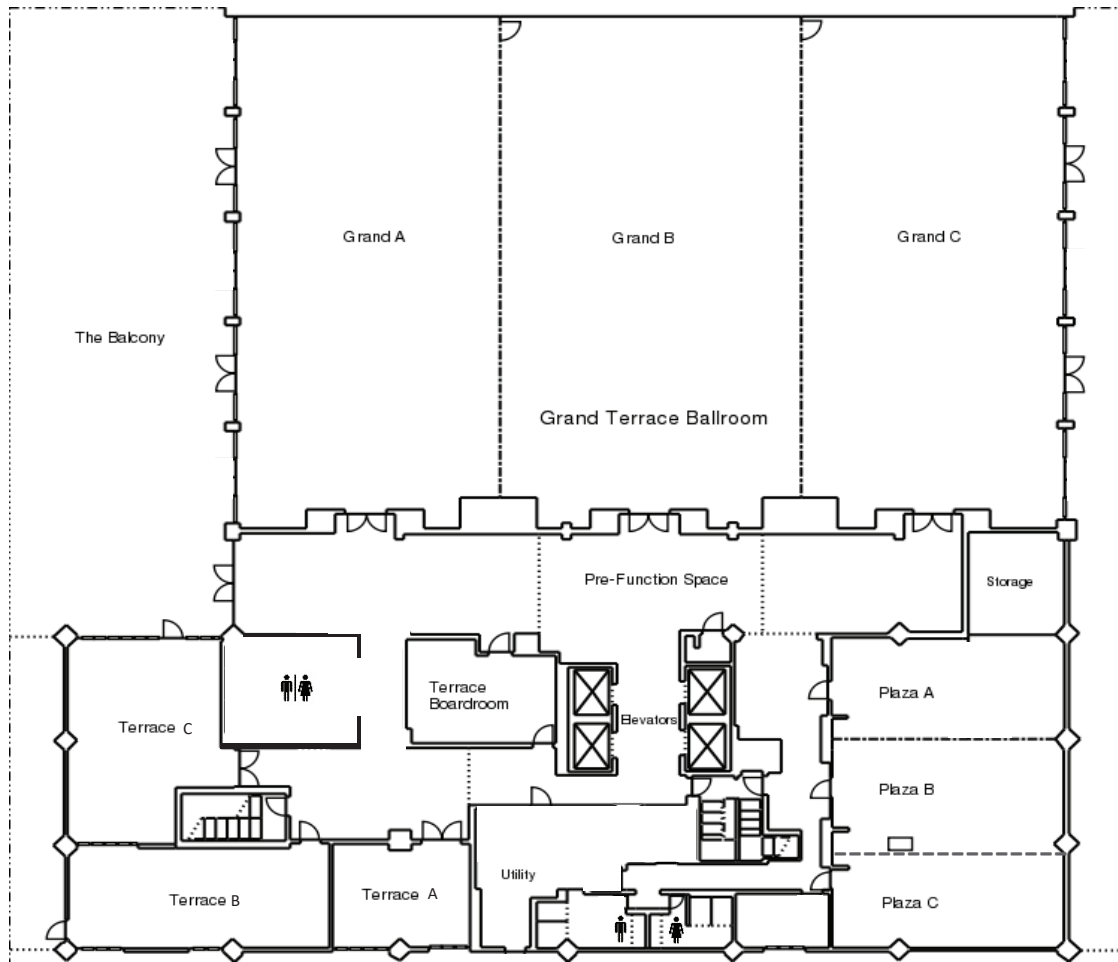 Grand A
Grand B
Grand C
The Balcony
Grand Terrace Ballroom
Pre-Function Space
Storage
Terrace
Boardroom
Plaza A
Elevators
Terrace C
Plaza B
Utility
Terrace A
Terrace B
Plaza C